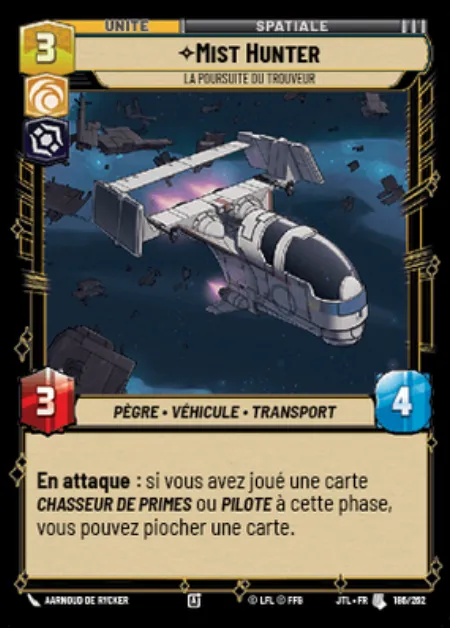 UNITÉ SPATIALE
3
✧MIST HUNTER
LA POURSUITE DU TROUVEUR
3
PÈGRE • VÉHICULE • TRANSPORT
4
En attaque : si vous avez joué une carte
CHASSEUR DE PRIMES ou PILOTE à cette phase,
vous pouvez piocher une carte.
AARNOUD DE RYCKER A © LFL © FFG JTL • FR 186/262